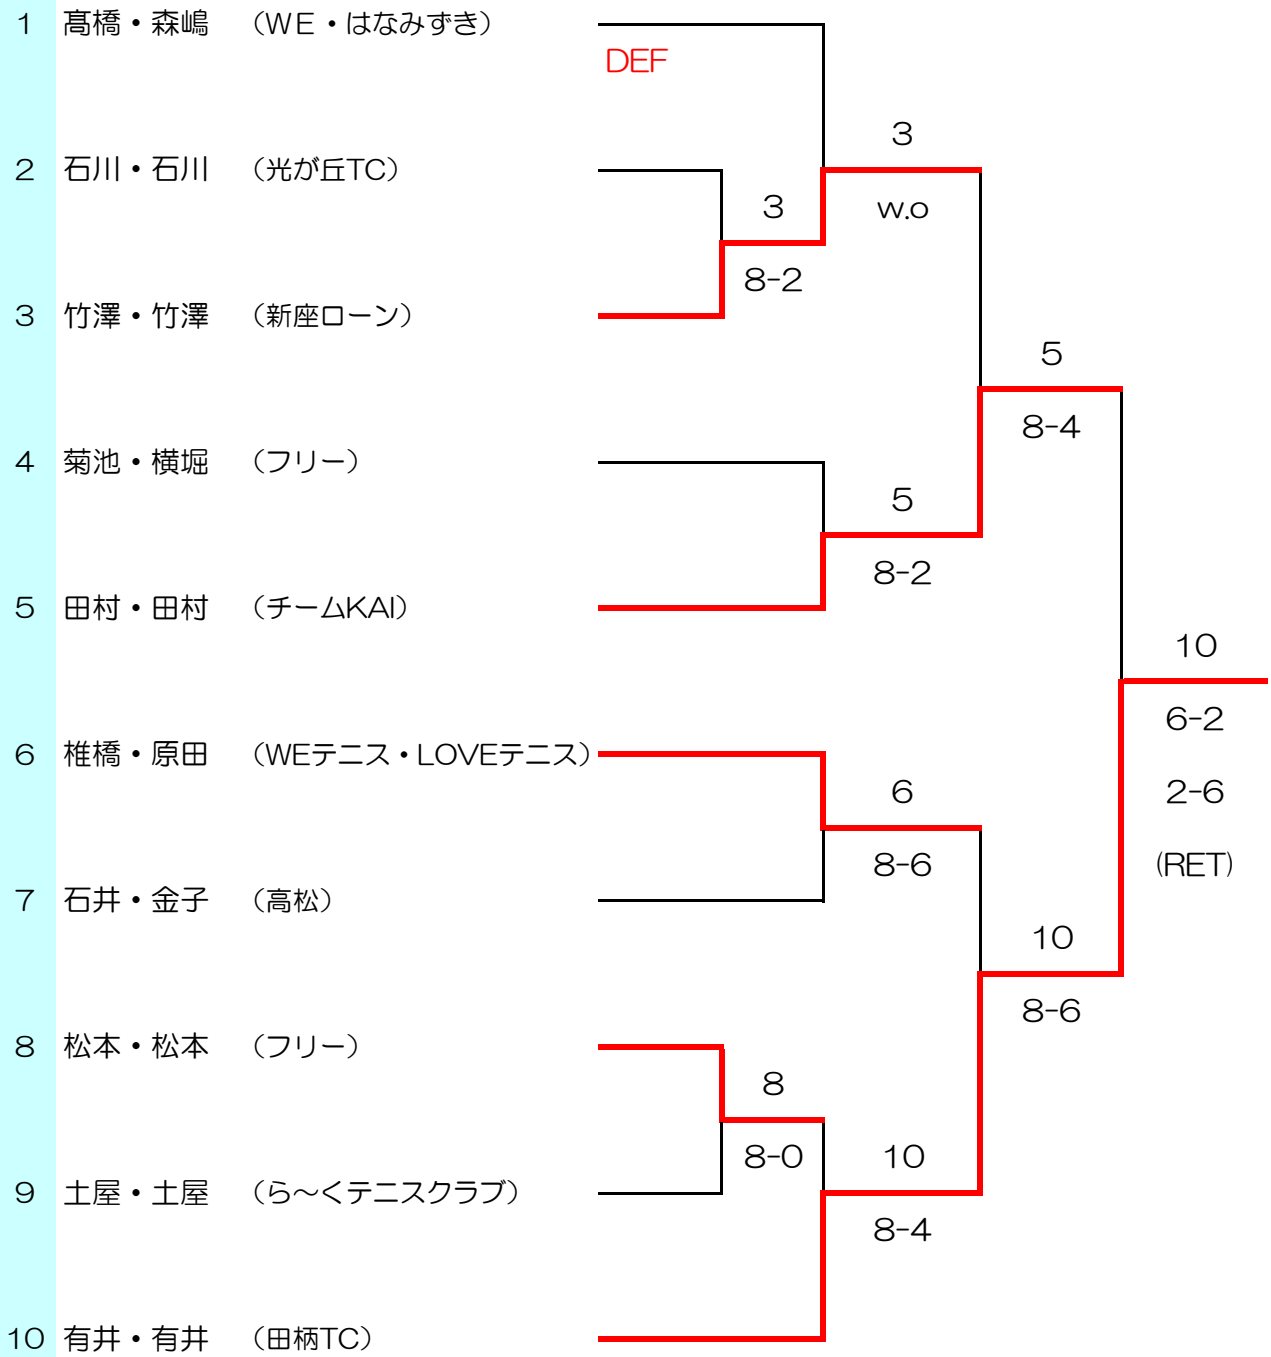 1 髙橋・森嶋 （WE・はなみずき）
DEF
3
2 石川・石川 （光が丘TC）
3
w.o
8-2
3 竹澤・竹澤 （新座ローン）
5
8-4
4 菊池・横堀 （フリー）
5
8-2
5 田村・田村 （チームKAI）
10
6-2
6 椎橋・原田 （WEテニス・LOVEテニス）
6
2-6
8-6
(RET)
7 石井・金子 （高松）
10
8-6
8 松本・松本 （フリー）
8
8-0
10
9 土屋・土屋 （ら～くテニスクラブ）
8-4
10 有井・有井 （田柄TC）